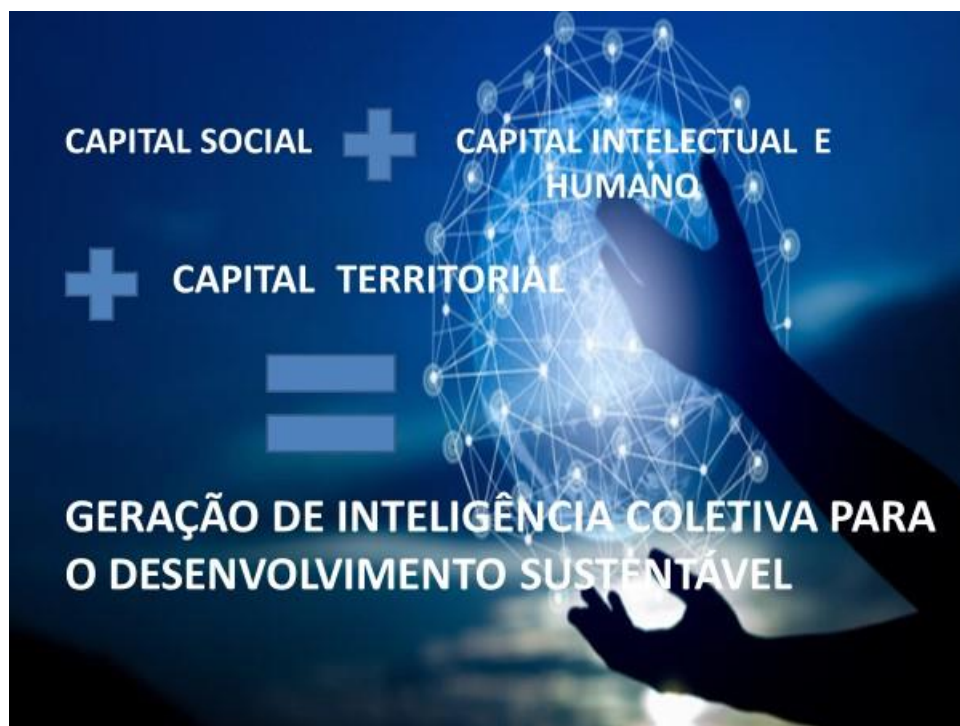 CAPITAL SOCIAL
CAPITAL INTELECTUAL E
HUMANO
CAPITAL TERRITORIAL
GERAÇÃO DE INTELIGÊNCIA COLETIVA PARA
O DESENVOLVIMENTO SUSTENTÁVEL